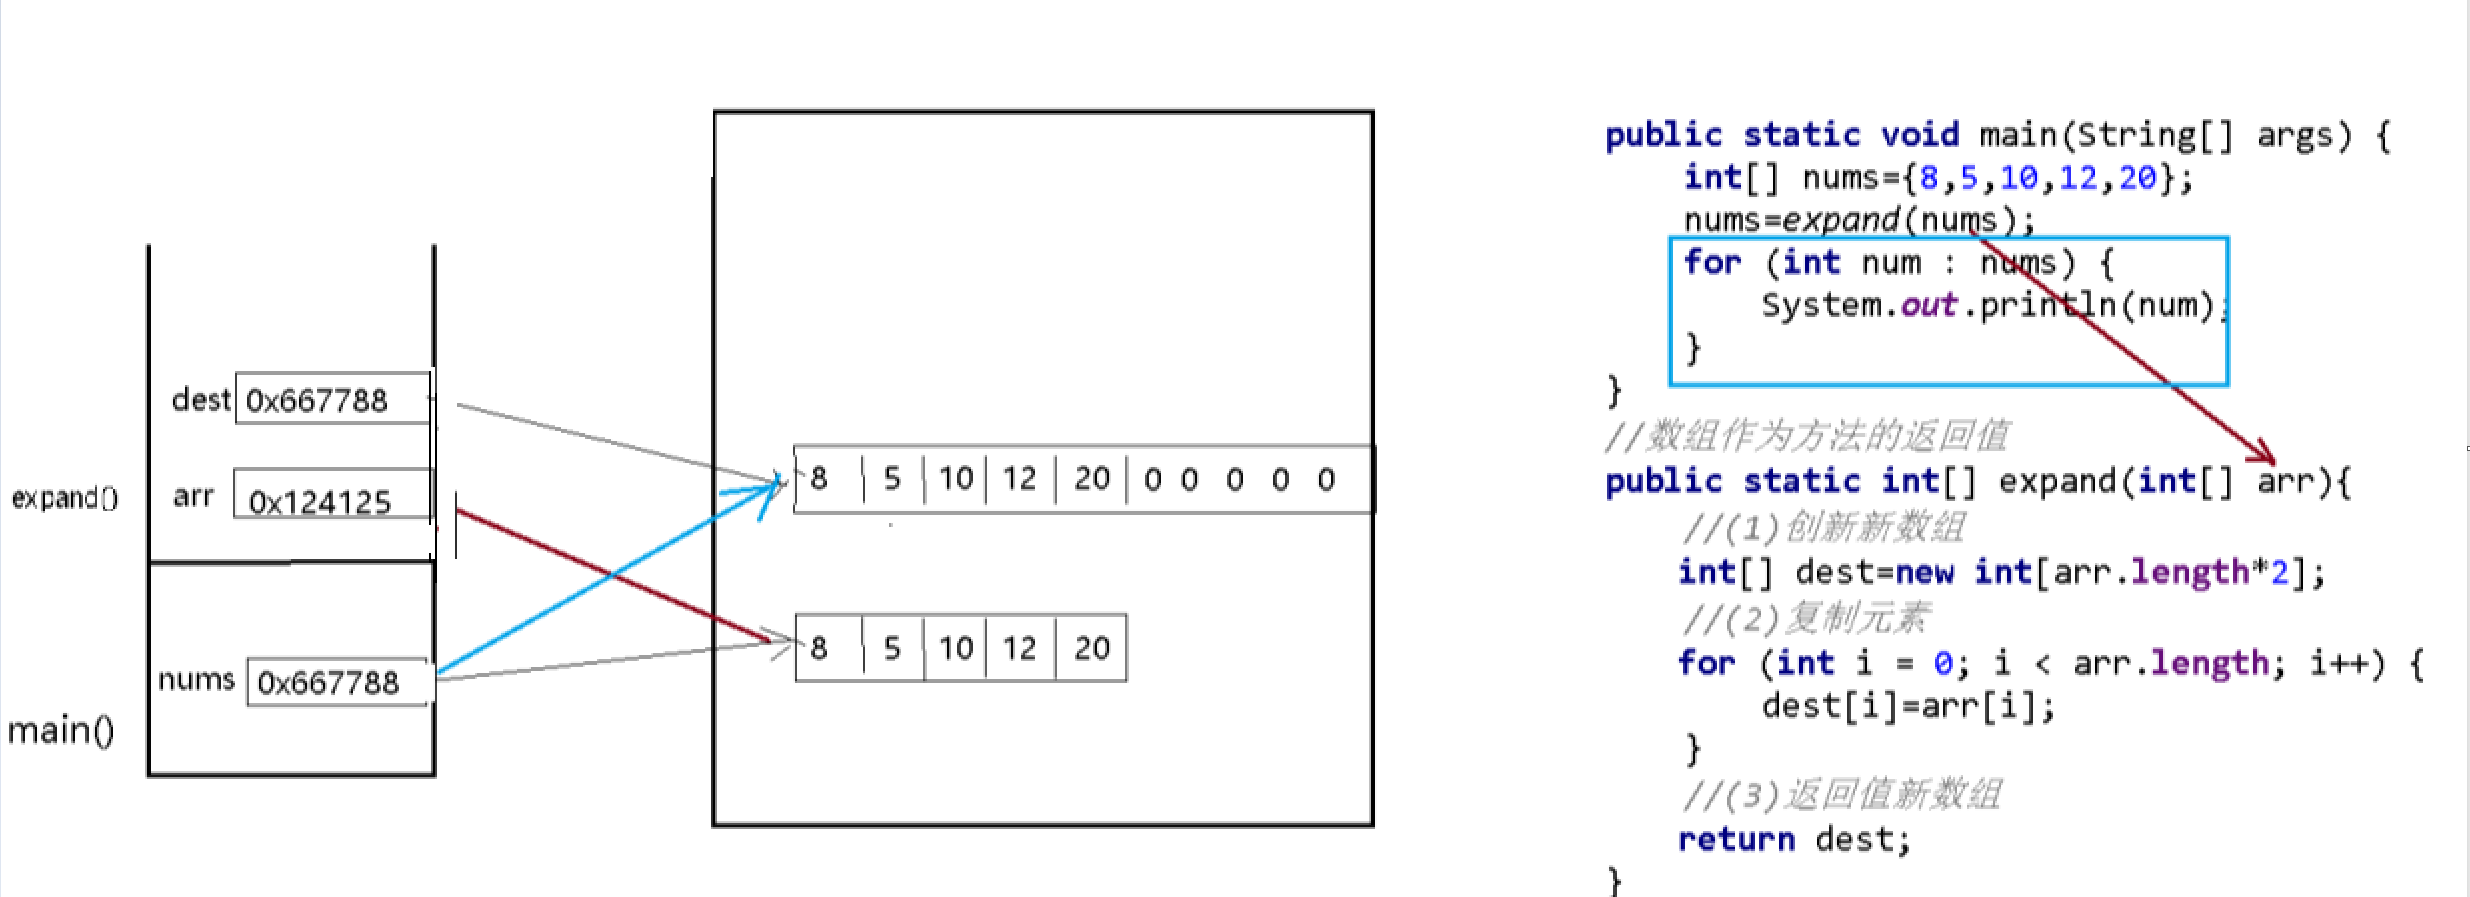 dest 0x667788
expand() arr 0x124125
nums 0x667788
main()
8 5 10 12 20 0 0 0 0 0
8 5 10 12 20
public static void main(String[] args) {
int[] nums={8,5,10,12,20};
nums=expand(nums);
for (int num : nums) {
System.out.println(num);
}
}
//数组作为方法的返回值
public static int[] expand(int[] arr){
//(1)创新新数组
int[] dest=new int[arr.length*2];
//(2)复制元素
for (int i = 0; i < arr.length; i++) {
dest[i]=arr[i];
}
//(3)返回值新数组
return dest;
}